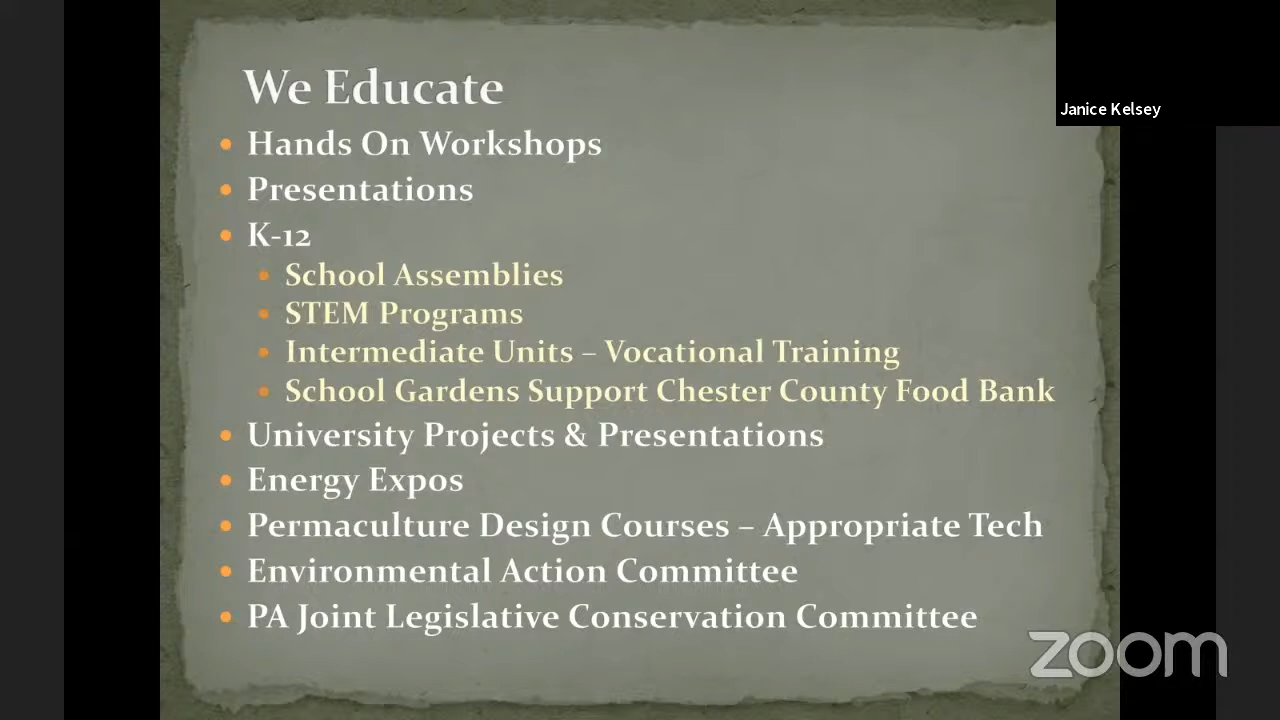 We Educate
Janice Kelsey
Hands On Workshops
Presentations
K-12
School Assemblies
STEM Programs
Intermediate Units – Vocational Training
School Gardens Support Chester County Food Bank
University Projects & Presentations
Energy Expos
Permaculture Design Courses – Appropriate Tech
Environmental Action Committee
PA Joint Legislative Conservation Committee
zoom